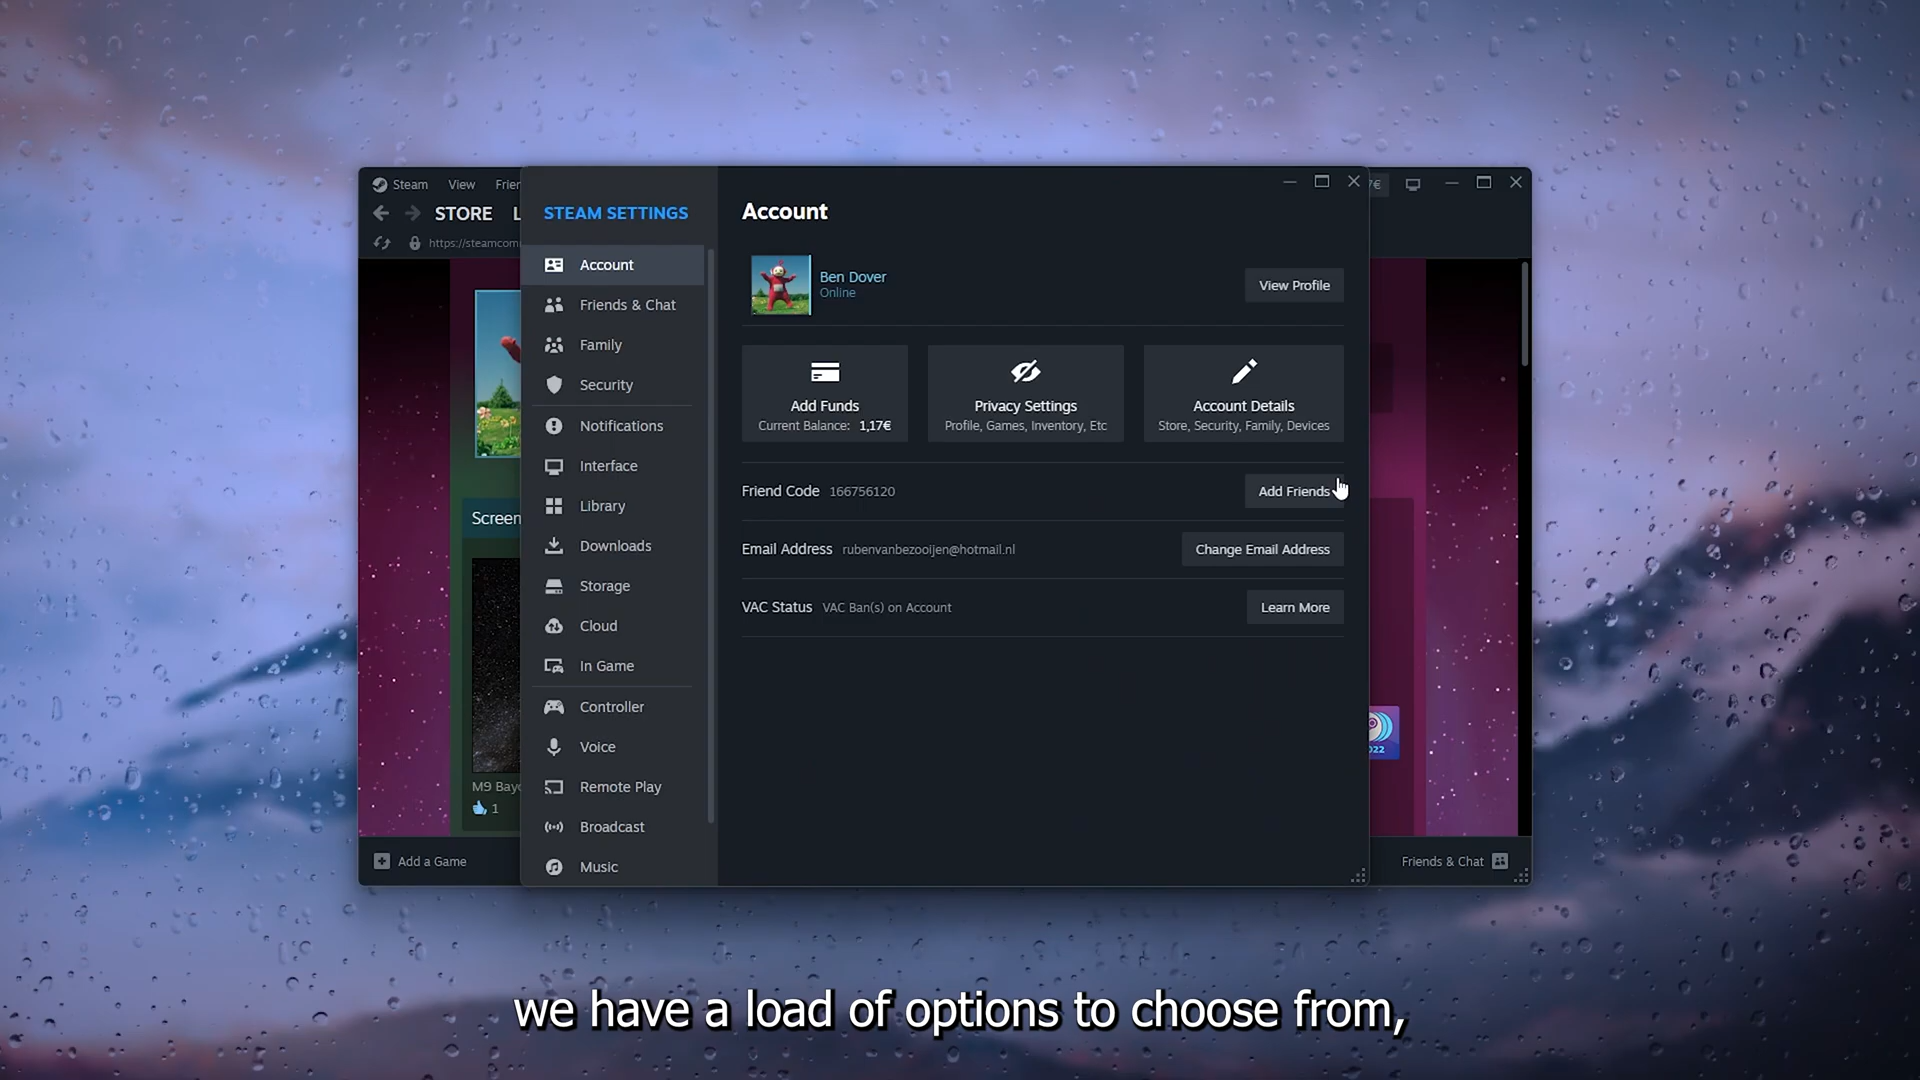 Steam View Frien
STORE L
https://steamcom
7€
STEAM SETTINGS
Account
Friends & Chat
Family
Security
Notifications
Interface
Library
Downloads
Storage
Cloud
In Game
Controller
Voice
Remote Play
Broadcast
Music
Account
Ben Dover
Online
View Profile
Add Funds
Current Balance: 1,17€
Privacy Settings
Profile, Games, Inventory, Etc
Account Details
Store, Security, Family, Devices
Friend Code 166756120
Add Friends
Email Address rubenvanbezooijen@hotmail.nl
Change Email Address
VAC Status VAC Ban(s) on Account
Learn More
Screen
M9 Bayo
1
2022
Add a Game
Friends & Chat
we have a load of options to choose from,